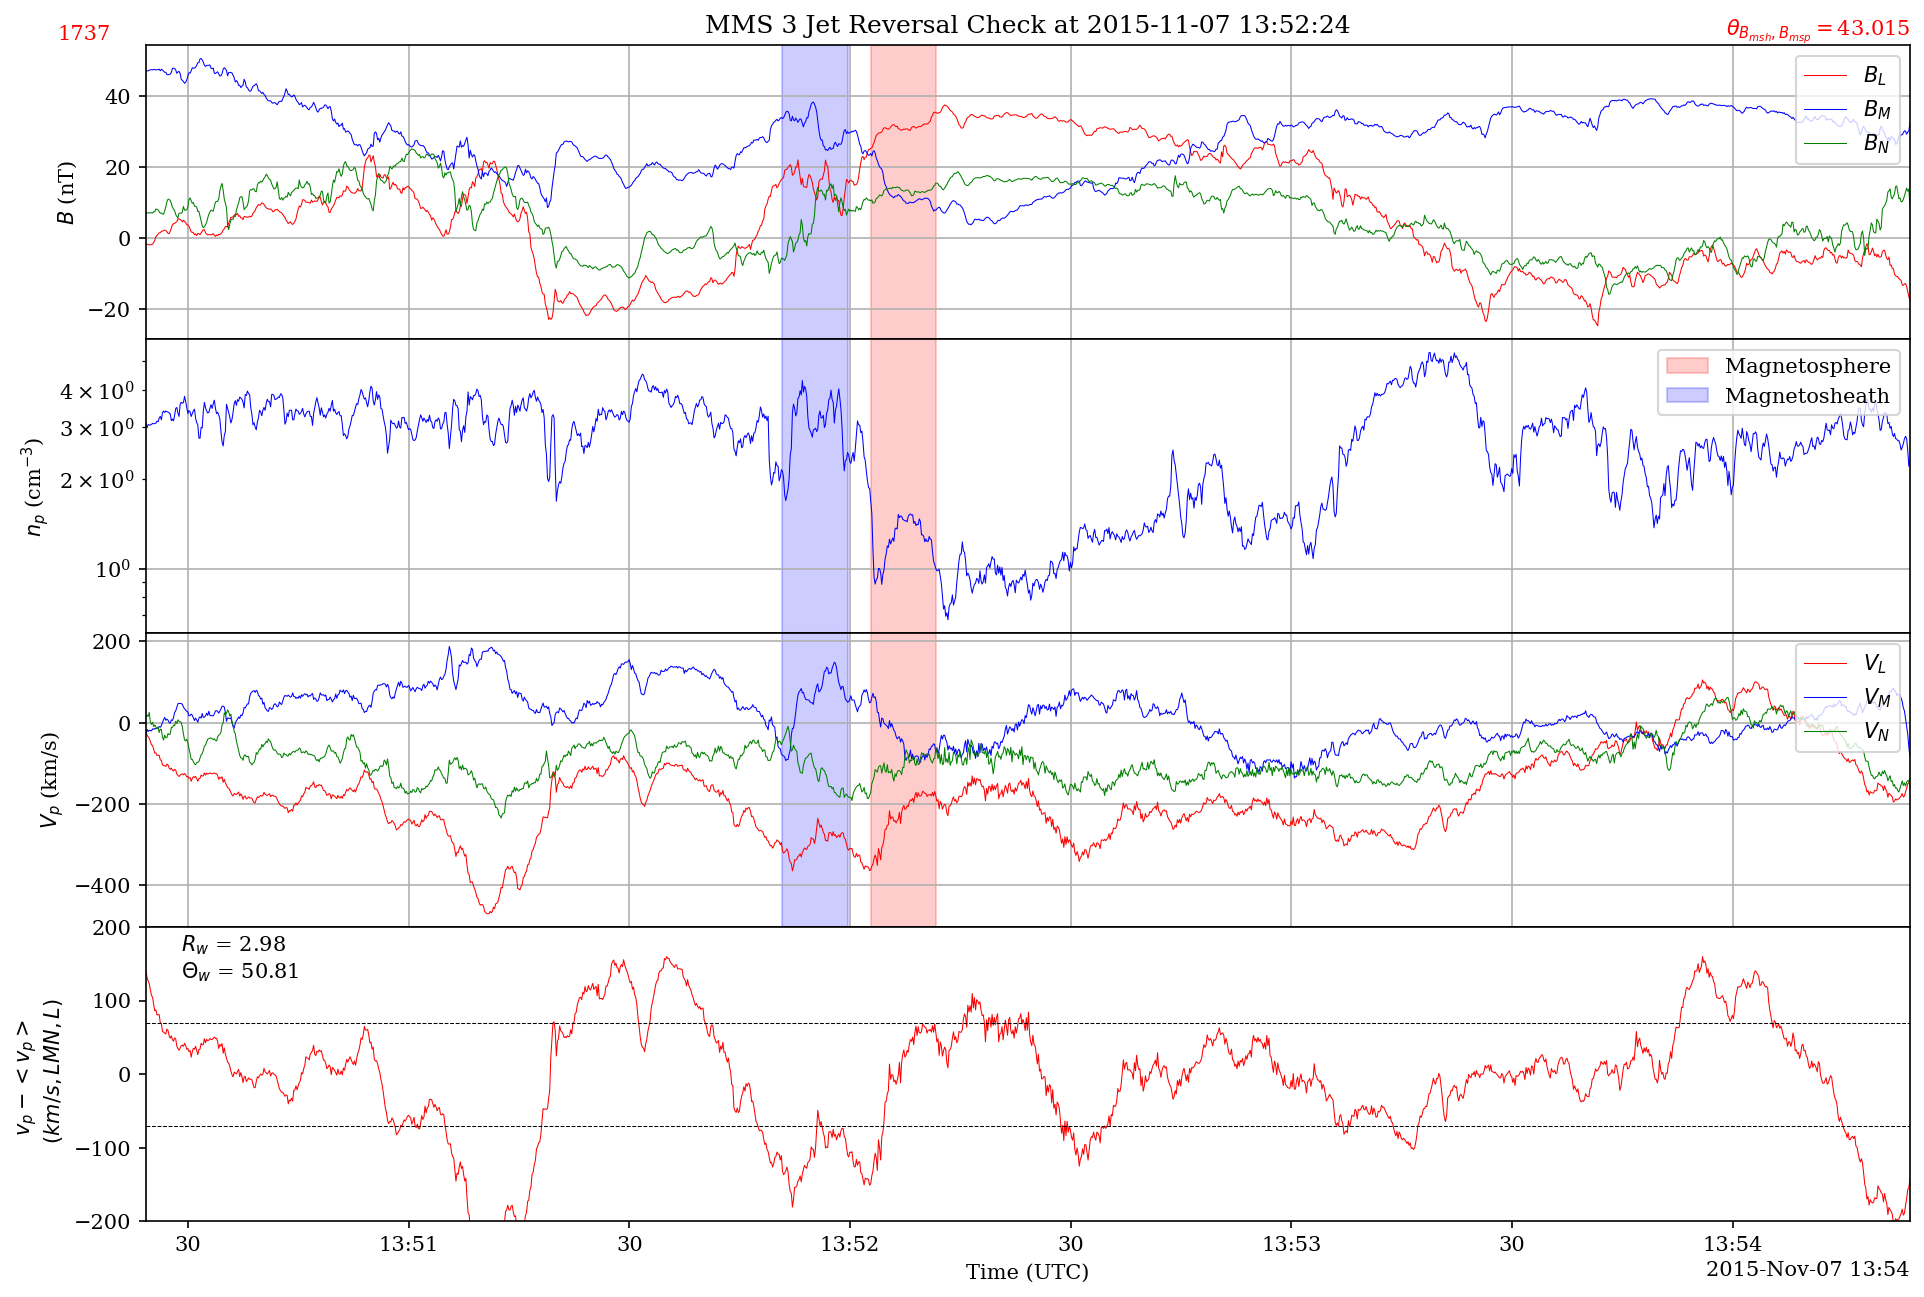 MMS 3 Jet Reversal Check at 2015-11-07 13:52:24
1737
θ_{B_{msh}, B_{msp}} = 43.015
40
20
0
−20
B (nT)
B_L
B_M
B_N
4 × 10⁰
3 × 10⁰
2 × 10⁰
10⁰
n_p (cm⁻³)
Magnetosphere
Magnetosheath
200
0
−200
−400
V_p (km/s)
V_L
V_M
V_N
200
100
0
−100
−200
v_p − < v_p >
(km/s, LMN, L)
R_w = 2.98
Θ_w = 50.81
30 13:51 30 13:52 30 13:53 30 13:54
Time (UTC)
2015-Nov-07 13:54